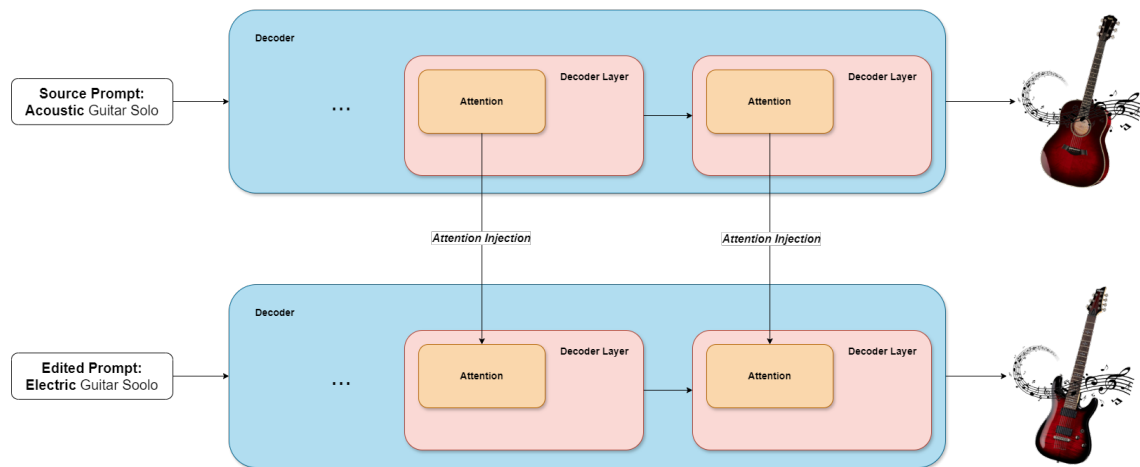 Decoder
Decoder Layer
Decoder Layer
Attention
Attention
Source Prompt:
Acoustic Guitar Solo
...
Attention Injection
Attention Injection
Decoder
Decoder Layer
Decoder Layer
Attention
Attention
Edited Prompt:
Electric Guitar Soolo
...